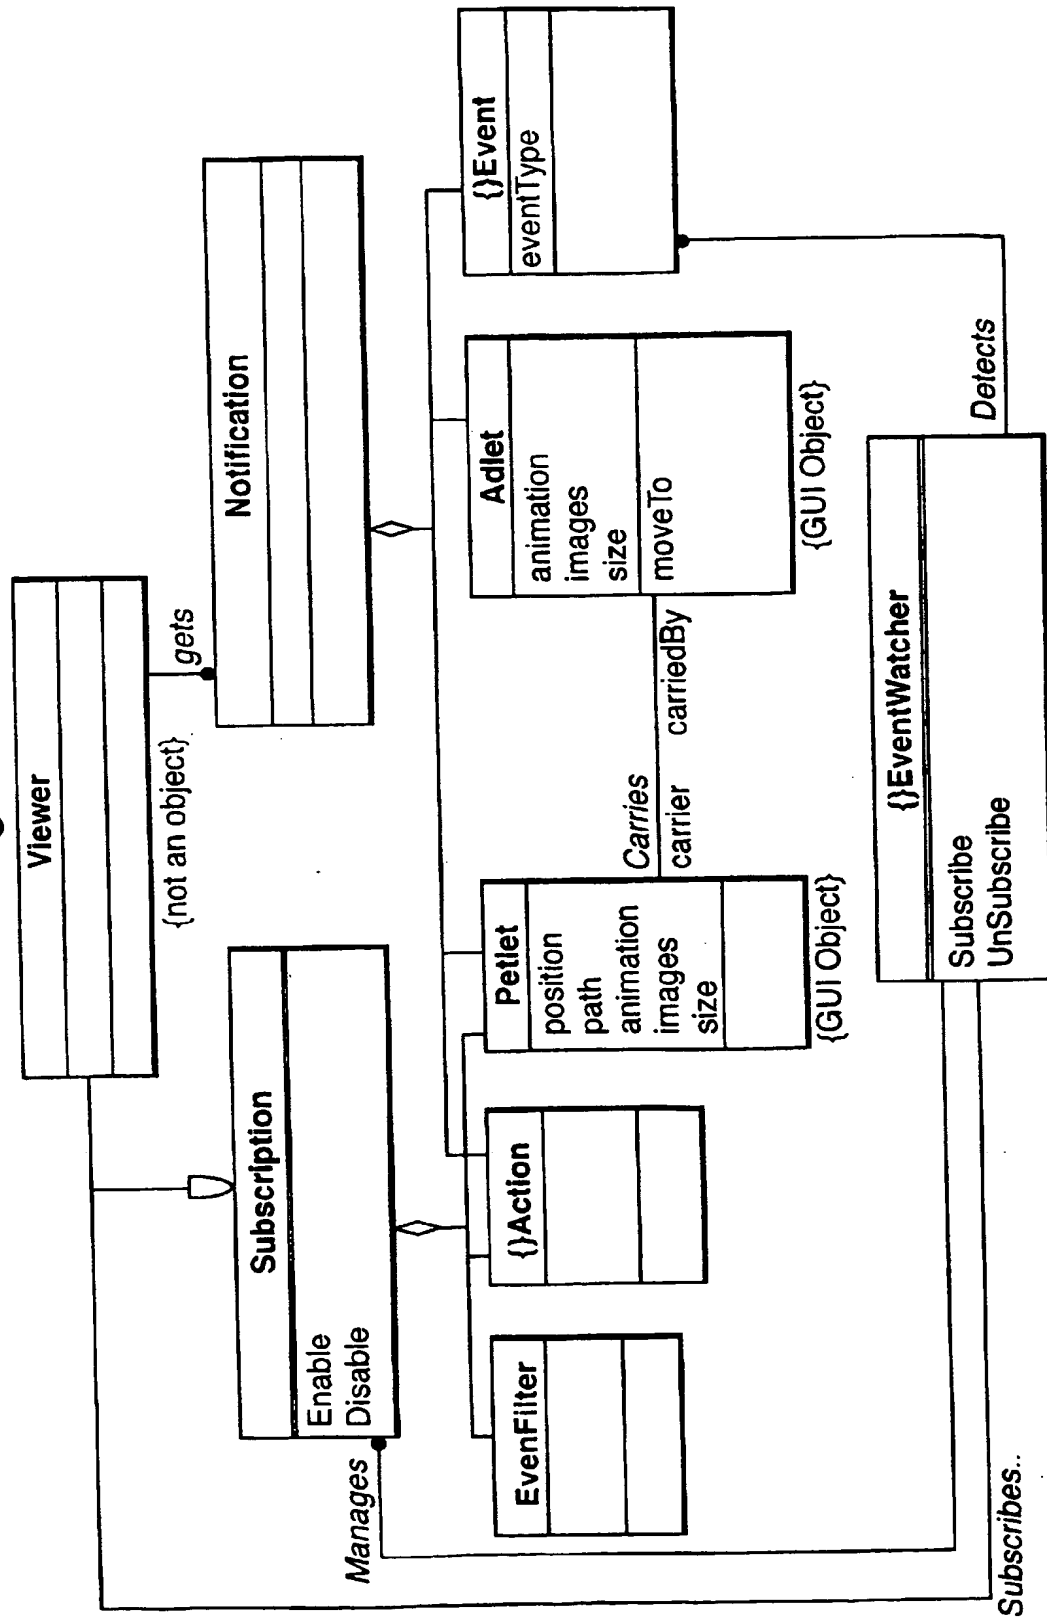 Viewer
{not an object}
gets
Subscription
Enable
Disable
Notification
Manages
EvenFilter
{}Action
Petlet
position
path
animation
images
size
{GUI Object}
Carries
carrier
carriedBy
Adlet
animation
images
size
moveTo
{GUI Object}
{}Event
eventType
{}EventWatcher
Subscribe
UnSubscribe
Detects
Subscribes..